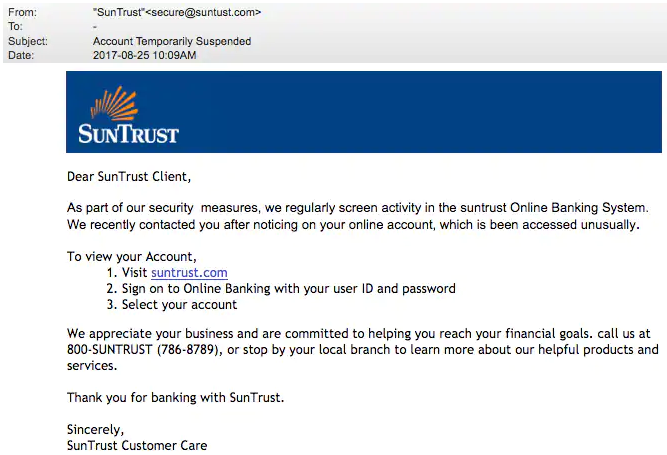 From: "SunTrust"<secure@suntust.com>
To: -
Subject: Account Temporarily Suspended
Date: 2017-08-25 10:09AM
SUNTRUST
Dear SunTrust Client,
As part of our security measures, we regularly screen activity in the suntrust Online Banking System.
We recently contacted you after noticing on your online account, which is been accessed unusually.
To view your Account,
1. Visit suntrust.com
2. Sign on to Online Banking with your user ID and password
3. Select your account
We appreciate your business and are committed to helping you reach your financial goals. call us at
800-SUNTRUST (786-8789), or stop by your local branch to learn more about our helpful products and
services.
Thank you for banking with SunTrust.
Sincerely,
SunTrust Customer Care